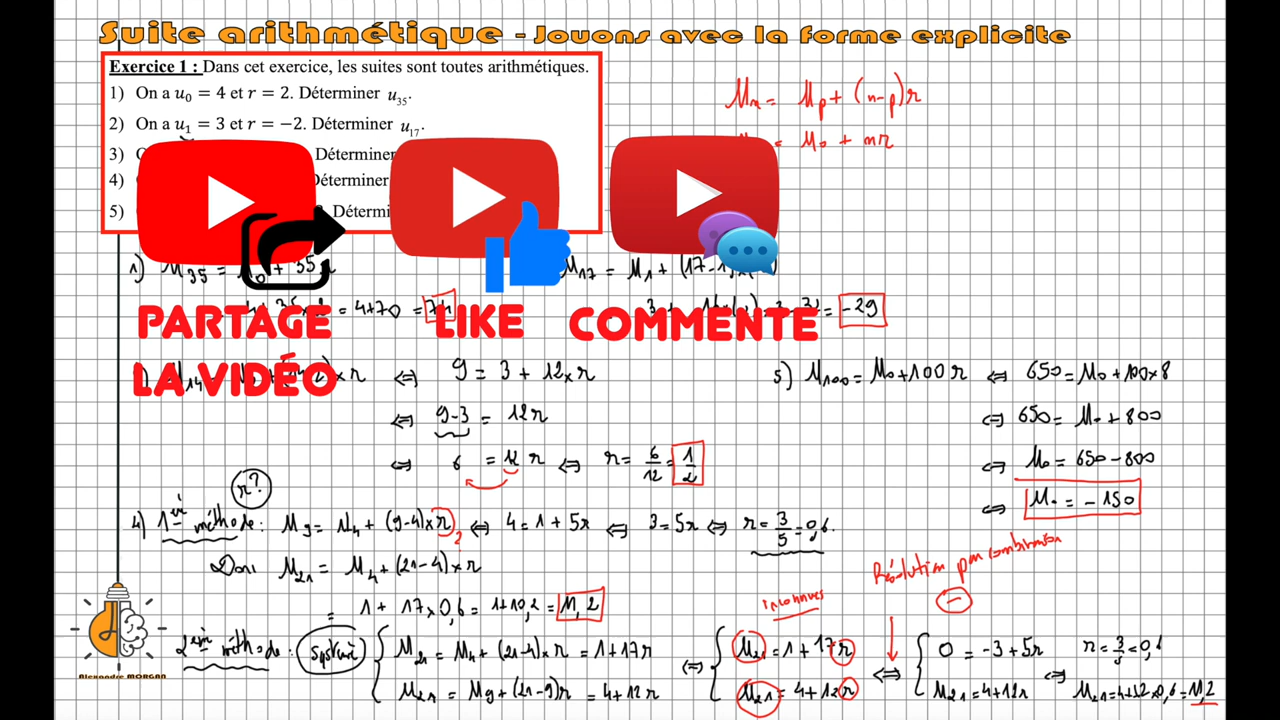 Suite arithmétique - Jouons avec la forme explicite
Exercice 1 : Dans cet exercice, les suites sont toutes arithmétiques.
1) On a u₀ = 4 et r = 2. Déterminer u₃₅.
2) On a u₁ = 3 et r = −2. Déterminer u₁₇.
3) Déterminer
4) Déterminer
5) Détermi
uₙ = uₚ + (n-p)r
= u₀ + nr
1) u₃₅ = u₀ + 35r
= 4+70 = 74
u₁₇ = u₁ + (17-1)
= -29
PARTAGE
LA VIDÉO
LIKE
COMMENTE
u₁₄ × r ⇔ 9 = 3 + 12×r
⇔ 9-3 = 12r
⇔ 6 = 12 r ⇔ r = 6/12 = 1/2
5) u₁₀₀ = u₀ + 100r ⇔ 650 = u₀ + 100×8
⇔ 650 = u₀ + 800
⇔ u₀ = 650-800
⇔ u₀ = -150
r?
4) 1ère méthode : u₉ = u₄ + (9-4)×r ⇔ 4 = 1 + 5r ⇔ 3 = 5r ⇔ r = 3/5 = 0,6.
Donc u₂₁ = u₄ + (21-4)×r
= 1 + 17×0,6 = 1+10,2 = 11,2
Résolution par combinaison
inconnues
−
2ème méthode : système
{ u₂₁ = u₄ + (21-4)×r = 1+17r ⇔ { u₂₁ = 1 + 17r ⇔ { 0 = -3 + 5r ⇔ r = 3/5 = 0,6
u₂₁ = u₉ + (21-9)r = 4+12r u₂₁ = 4+12r u₂₁ = 4+12r u₂₁ = 4+12×0,6 = 11,2
Alexandre MORGAN